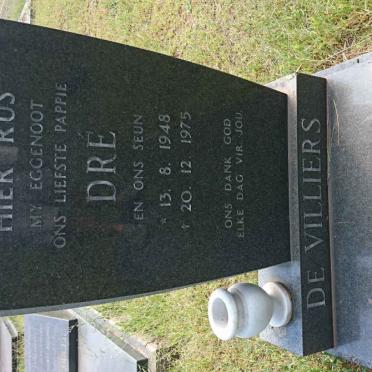 HIER RUS
MY EGGENOOT
ONS LIEFSTE PAPPIE
DRÉ
EN ONS SEUN
* 13. 8. 1948
† 20. 12. 1975
ONS DANK GOD
ELKE DAG VIR JOU
DE VILLIERS